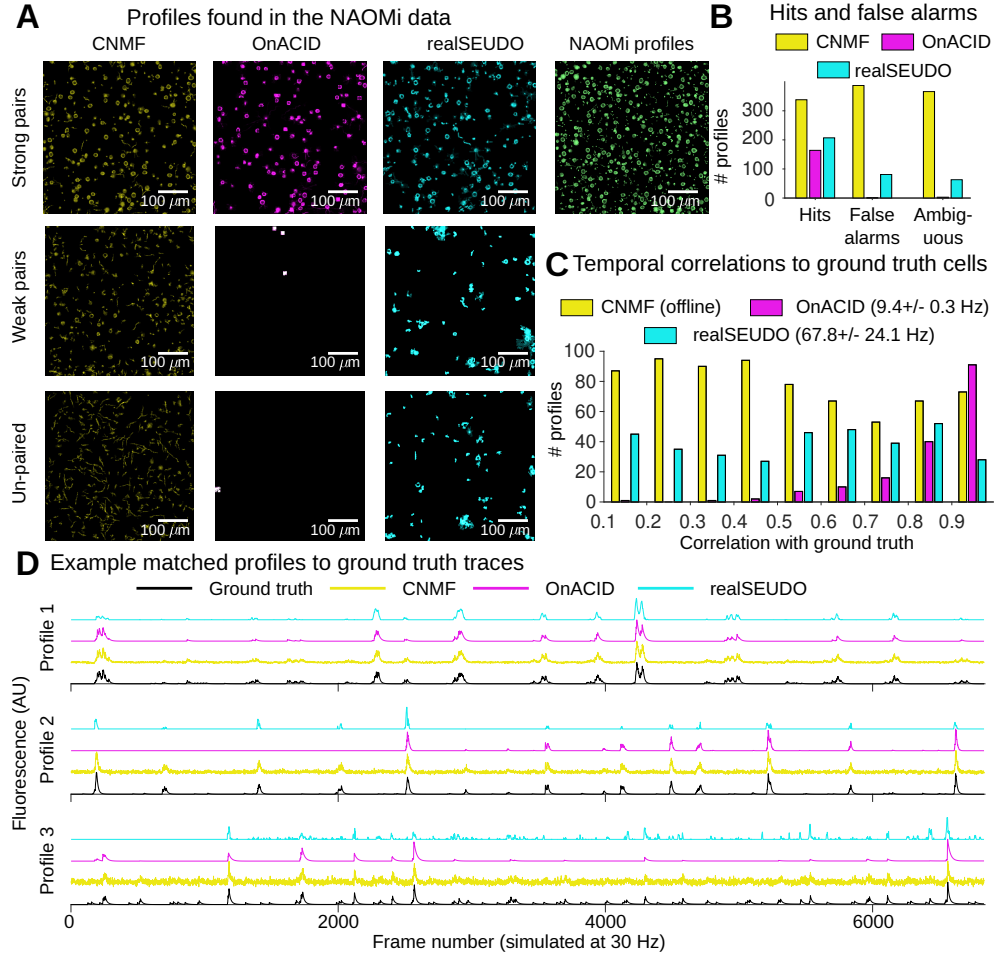 A Profiles found in the NAOMi data
CNMF OnACID realSEUDO NAOMi profiles
Strong pairs
100 μm 100 μm 100 μm 100 μm
Weak pairs
100 μm 100 μm 100 μm
Un-paired
100 μm 100 μm 100 μm
B Hits and false alarms
CNMF OnACID
realSEUDO
# profiles
300
200
100
0
Hits False alarms Ambig-uous
C Temporal correlations to ground truth cells
CNMF (offline) OnACID (9.4+/- 0.3 Hz)
realSEUDO (67.8+/- 24.1 Hz)
# profiles
100
80
60
40
20
0
0.1 0.2 0.3 0.4 0.5 0.6 0.7 0.8 0.9
Correlation with ground truth
D Example matched profiles to ground truth traces
Ground truth CNMF OnACID realSEUDO
Fluorescence (AU)
Profile 1
Profile 2
Profile 3
0 2000 4000 6000
Frame number (simulated at 30 Hz)